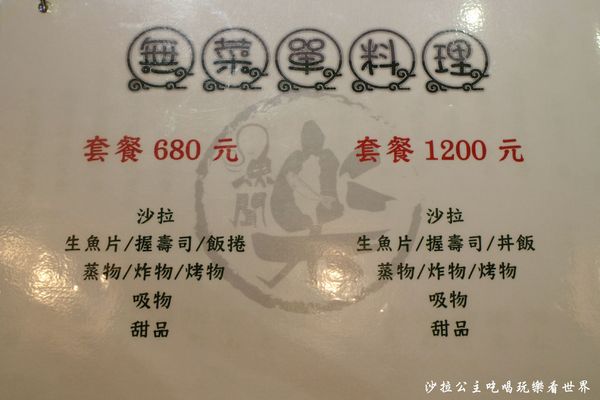 無菜單料理
套餐 680 元
沙拉
生魚片/握壽司/飯捲
蒸物/炸物/烤物
吸物
甜品
套餐 1200 元
沙拉
生魚片/握壽司/丼飯
蒸物/炸物/烤物
吸物
甜品
沙拉公主吃喝玩樂看世界